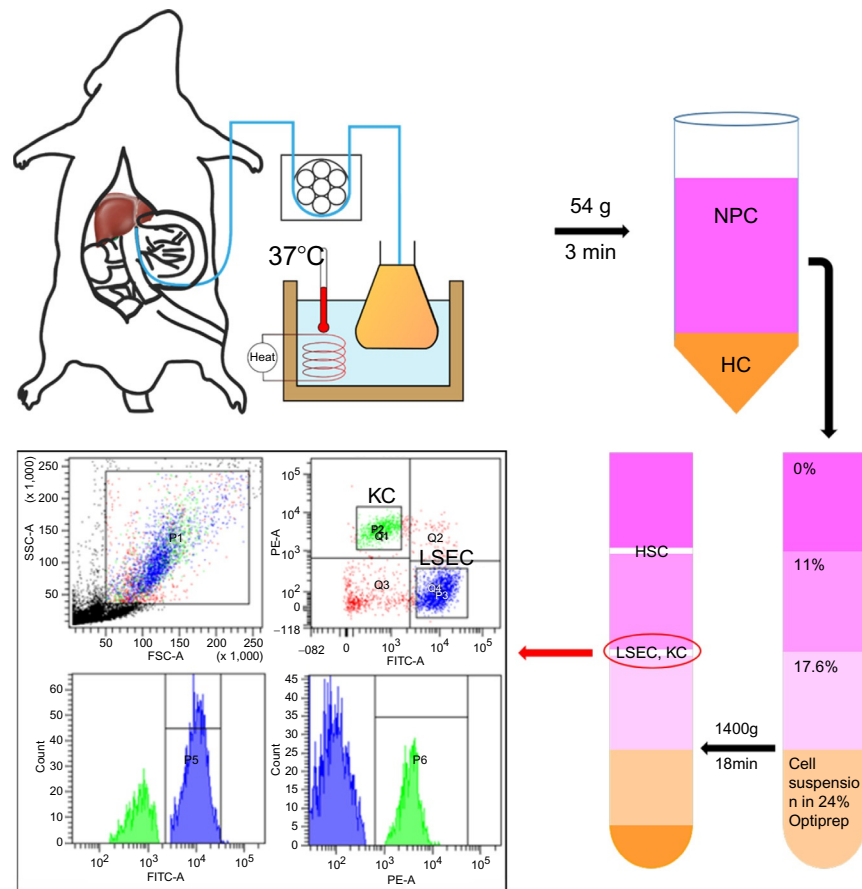 37°C
Heat
54 g
3 min
NPC
HC
0%
11%
17.6%
Cell
suspensio
n in 24%
Optiprep
1400g
18min
HSC
LSEC, KC
(x 1,000)
SSC-A
250
200
150
100
50
P1
50 100 150 200 250
FSC-A
(x 1,000)
PE-A
10⁵
10⁴
10³
10²
0
−118
KC
P2
Q1
Q2
LSEC
Q3
Q4
P3
−082 0 10³ 10⁴ 10⁵
FITC-A
Count
60
50
40
30
20
10
0
P5
10² 10³ 10⁴ 10⁵
FITC-A
Count
45
40
35
30
25
20
15
10
5
0
P6
10² 10³ 10⁴ 10⁵
PE-A